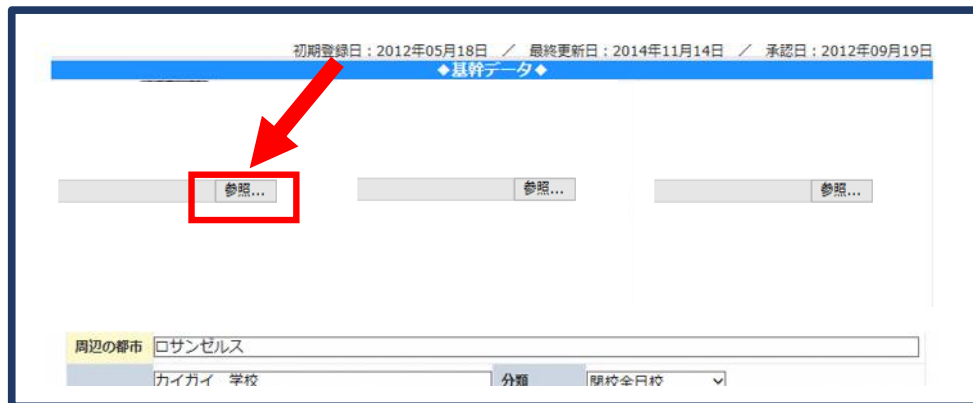 初期登録日：2012年05月18日 ／ 最終更新日：2014年11月14日 ／ 承認日：2012年09月19日
◆基幹データ◆
参照... 参照... 参照...
周辺の都市 ロサンゼルス
カイガイ 学校 分類 閉校全日校